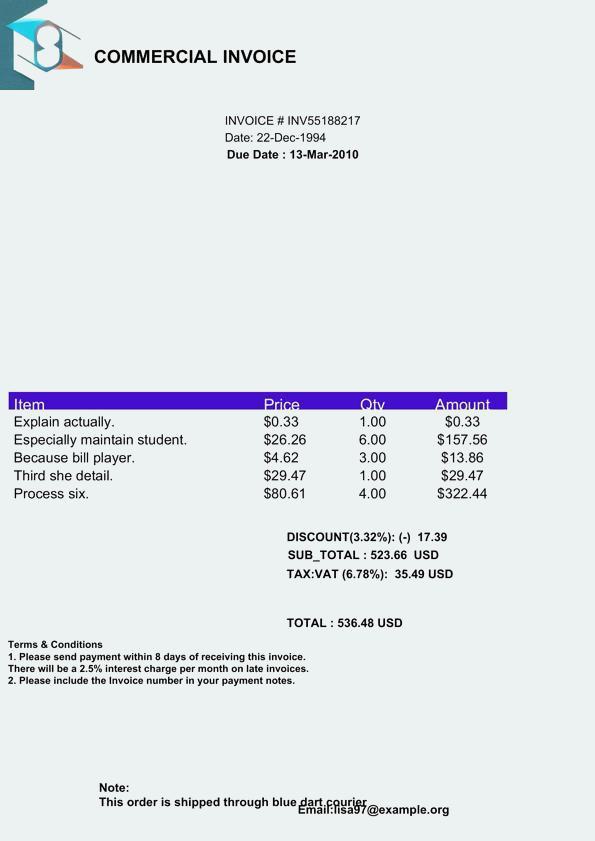 COMMERCIAL INVOICE
INVOICE # INV55188217
Date: 22-Dec-1994
Due Date : 13-Mar-2010
Item Price Qty Amount
Explain actually. $0.33 1.00 $0.33
Especially maintain student. $26.26 6.00 $157.56
Because bill player. $4.62 3.00 $13.86
Third she detail. $29.47 1.00 $29.47
Process six. $80.61 4.00 $322.44
DISCOUNT(3.32%): (-) 17.39
SUB_TOTAL : 523.66 USD
TAX:VAT (6.78%): 35.49 USD
TOTAL : 536.48 USD
Terms & Conditions
1. Please send payment within 8 days of receiving this invoice.
There will be a 2.5% interest charge per month on late invoices.
2. Please include the Invoice number in your payment notes.
Note:
This order is shipped through blue dart courier
Email:lisa97@example.org